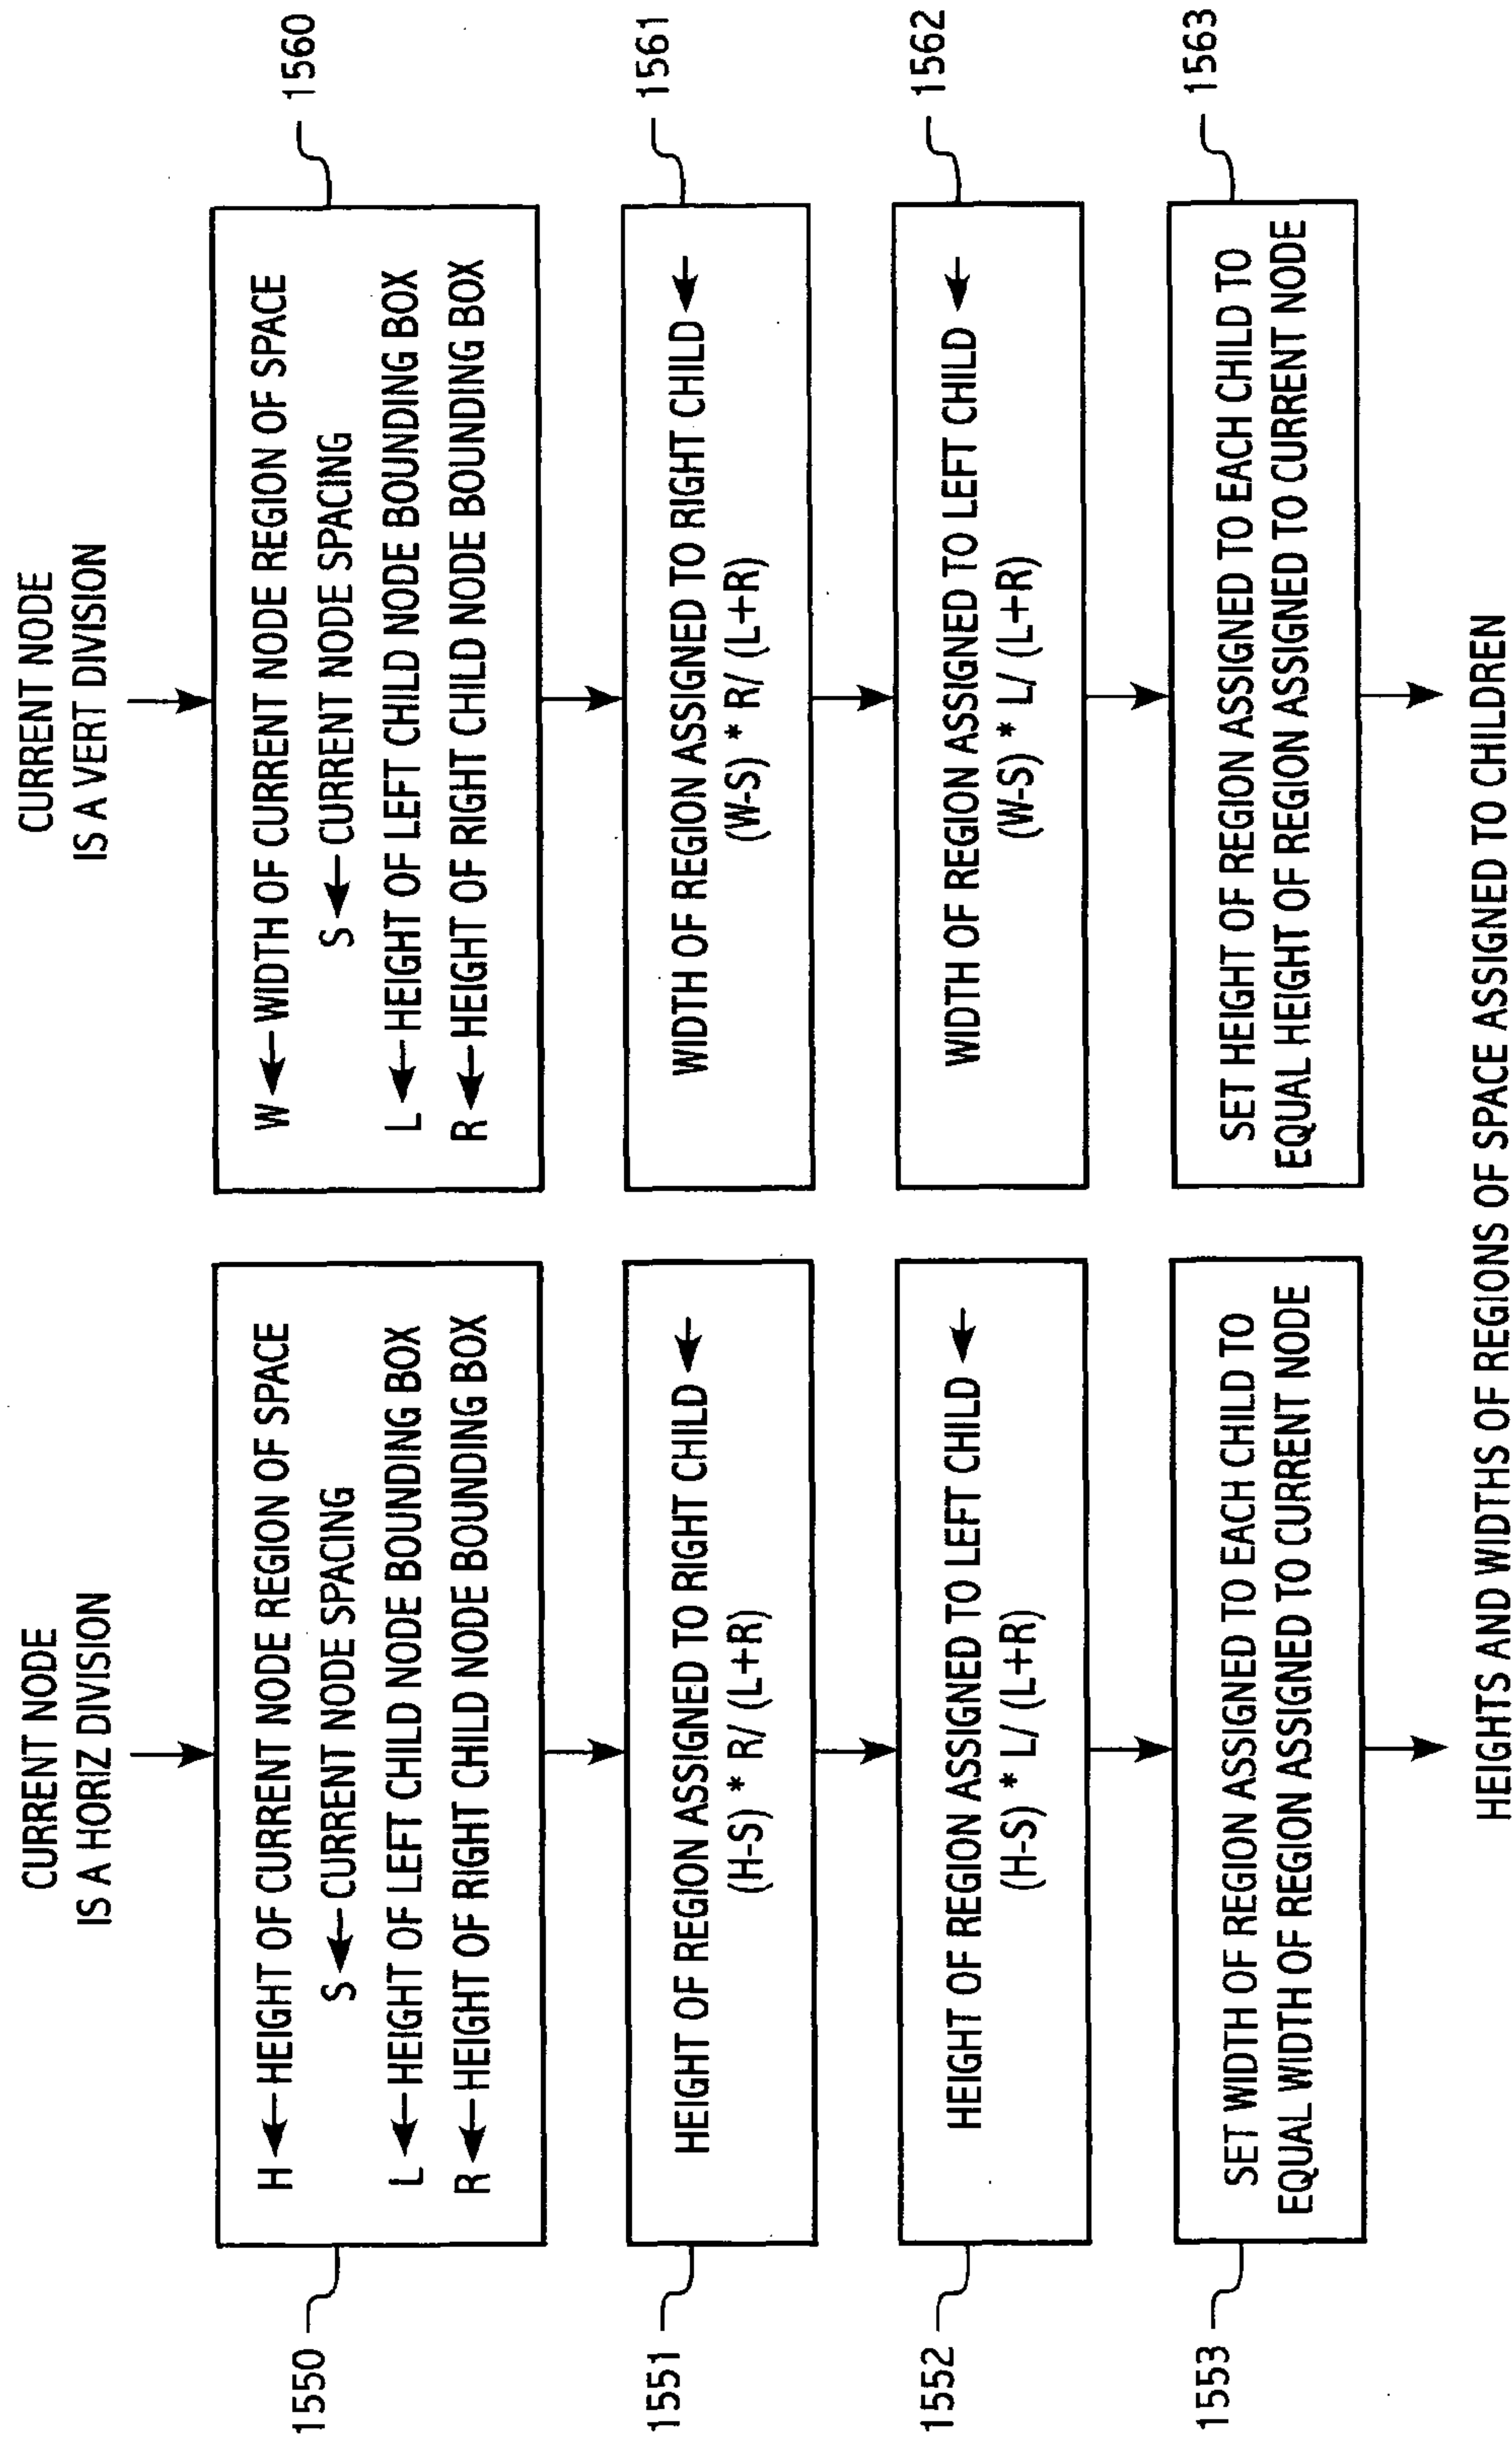 CURRENT NODE
IS A HORIZ DIVISION
1550
H ← HEIGHT OF CURRENT NODE REGION OF SPACE
S ← CURRENT NODE SPACING
L ← HEIGHT OF LEFT CHILD NODE BOUNDING BOX
R ← HEIGHT OF RIGHT CHILD NODE BOUNDING BOX
1551
HEIGHT OF REGION ASSIGNED TO RIGHT CHILD ←
(H-S) * R/ (L+R)
1552
HEIGHT OF REGION ASSIGNED TO LEFT CHILD ←
(H-S) * L/ (L+R)
1553
SET WIDTH OF REGION ASSIGNED TO EACH CHILD TO
EQUAL WIDTH OF REGION ASSIGNED TO CURRENT NODE
CURRENT NODE
IS A VERT DIVISION
1560
W ← WIDTH OF CURRENT NODE REGION OF SPACE
S ← CURRENT NODE SPACING
L ← HEIGHT OF LEFT CHILD NODE BOUNDING BOX
R ← HEIGHT OF RIGHT CHILD NODE BOUNDING BOX
1561
WIDTH OF REGION ASSIGNED TO RIGHT CHILD ←
(W-S) * R/ (L+R)
1562
WIDTH OF REGION ASSIGNED TO LEFT CHILD ←
(W-S) * L/ (L+R)
1563
SET HEIGHT OF REGION ASSIGNED TO EACH CHILD TO
EQUAL HEIGHT OF REGION ASSIGNED TO CURRENT NODE
HEIGHTS AND WIDTHS OF REGIONS OF SPACE ASSIGNED TO CHILDREN